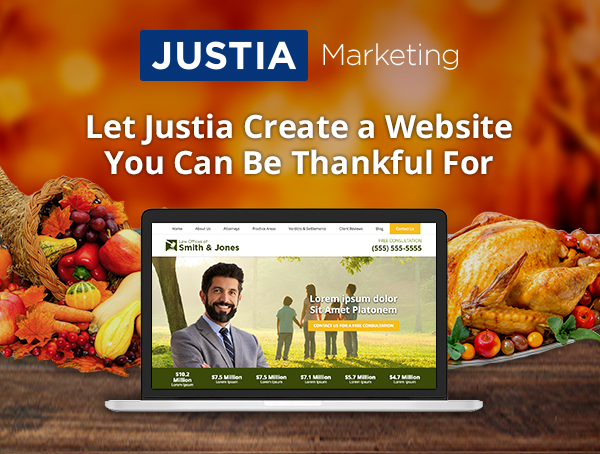 JUSTIA Marketing
Let Justia Create a Website
You Can Be Thankful For
Home About Us Attorneys Practice Areas Verdicts & Settlements Client Reviews Blog Contact Us
Law Offices of
Smith & Jones
FREE CONSULTATION
(555) 555-5555
Lorem ipsum dolor
Sit Amet Platonem
CONTACT US FOR A FREE CONSULTATION
$10.2 Million $7.5 Million $7.5 Million $7.1 Million $5.7 Million $4.7 Million
Lorem Ipsum Lorem Ipsum Lorem Ipsum Lorem Ipsum Lorem Ipsum Lorem Ipsum